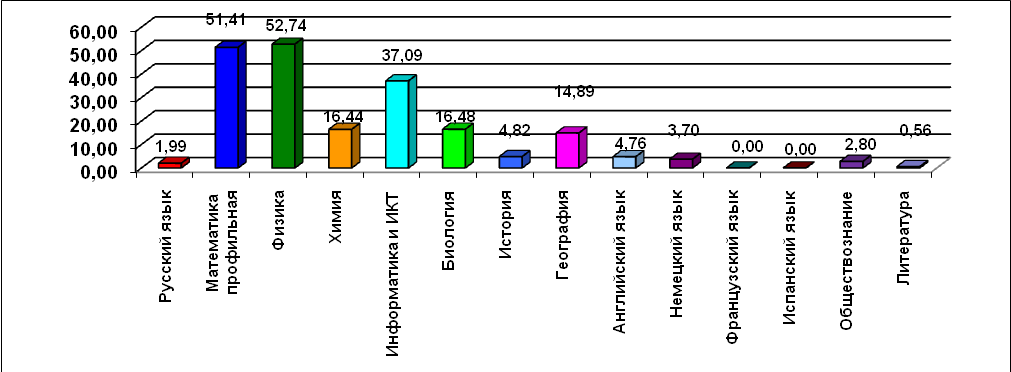 60,00
50,00
40,00
30,00
20,00
10,00
0,00
1,99
51,41
52,74
16,44
37,09
16,48
4,82
14,89
4,76
3,70
0,00
0,00
2,80
0,56
Русский язык
Математика
профильная
Физика
Химия
Информатика и ИКТ
Биология
История
География
Английский язык
Немецкий язык
Французский язык
Испанский язык
Обществознание
Литература